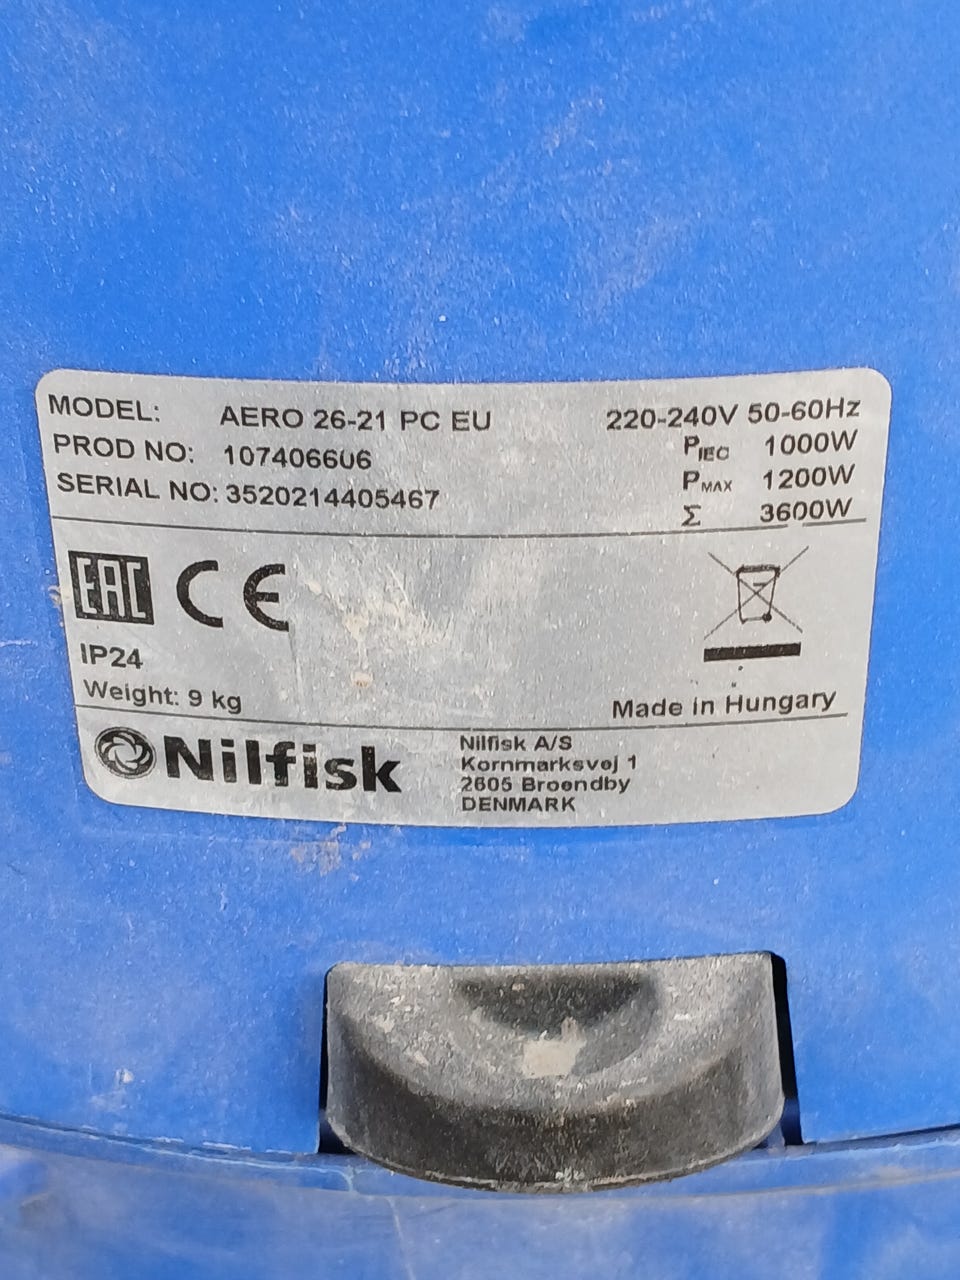 MODEL: AERO 26-21 PC EU 220-240V 50-60Hz
PROD NO: 107406606 PIEC 1000W
SERIAL NO: 3520214405467 PMAX 1200W
Σ 3600W
EAC CE
IP24
Weight: 9 kg Made in Hungary
Nilfisk
Nilfisk A/S
Kornmarksvej 1
2605 Broendby
DENMARK